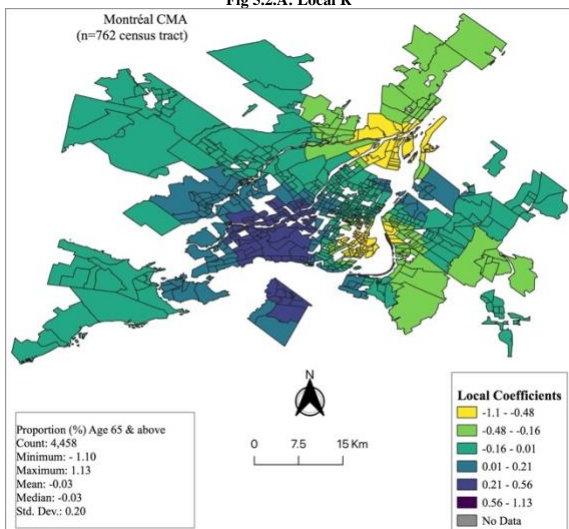 Fig 3.2.A: Local R
Montréal CMA
(n=762 census tract)
N
0 7.5 15 Km
Proportion (%) Age 65 & above
Count: 4,458
Minimum: - 1.10
Maximum: 1.13
Mean: -0.03
Median: -0.03
Std. Dev.: 0.20
Local Coefficients
-1.1 - -0.48
-0.48 - -0.16
-0.16 - 0.01
0.01 - 0.21
0.21 - 0.56
0.56 - 1.13
No Data